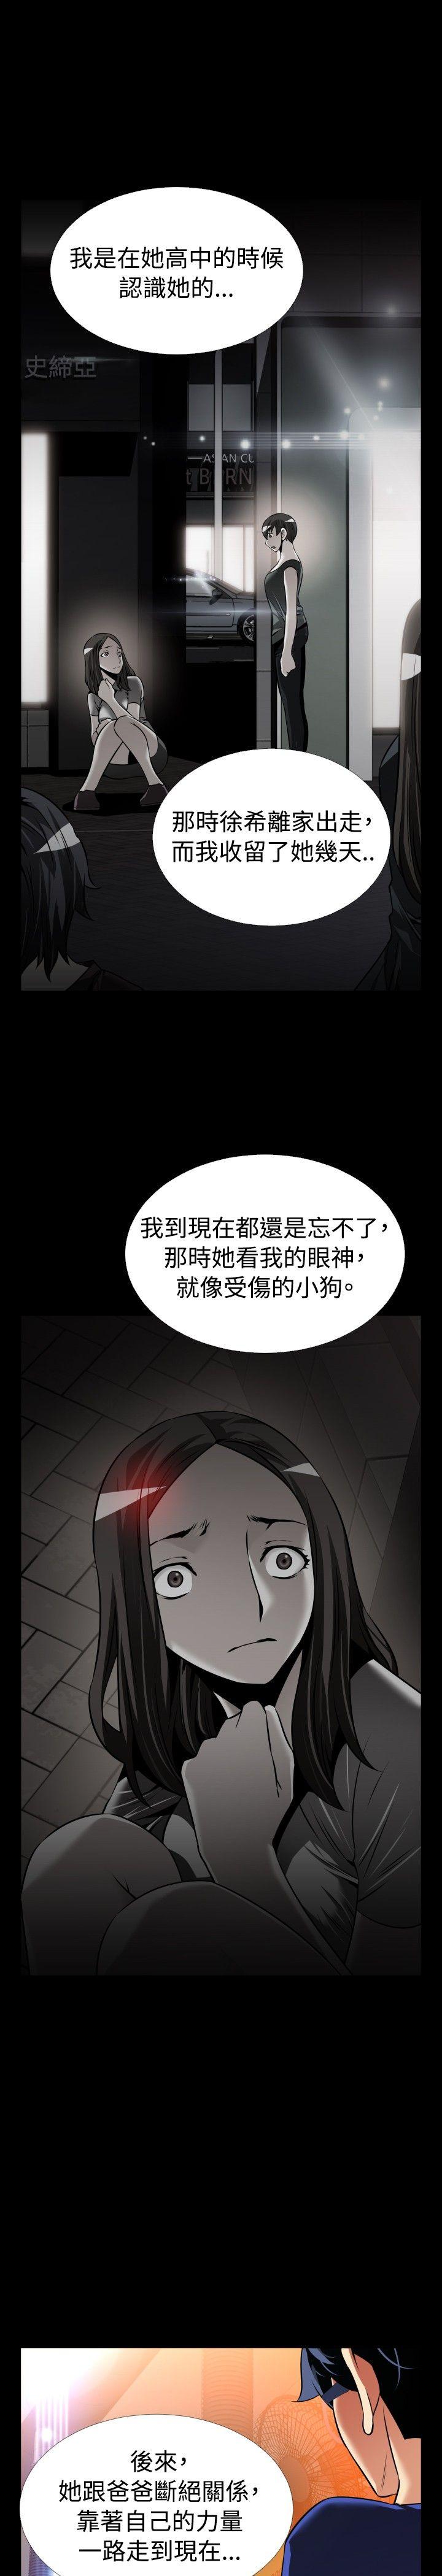 我是在她高中的時候
認識她的...
史締亞
ASIAN CU
BURN
那時徐希離家出走，
而我收留了她幾天..
我到現在都還是忘不了，
那時她看我的眼神，
就像受傷的小狗。
後來，
她跟爸爸斷絕關係，
靠著自己的力量
一路走到現在...